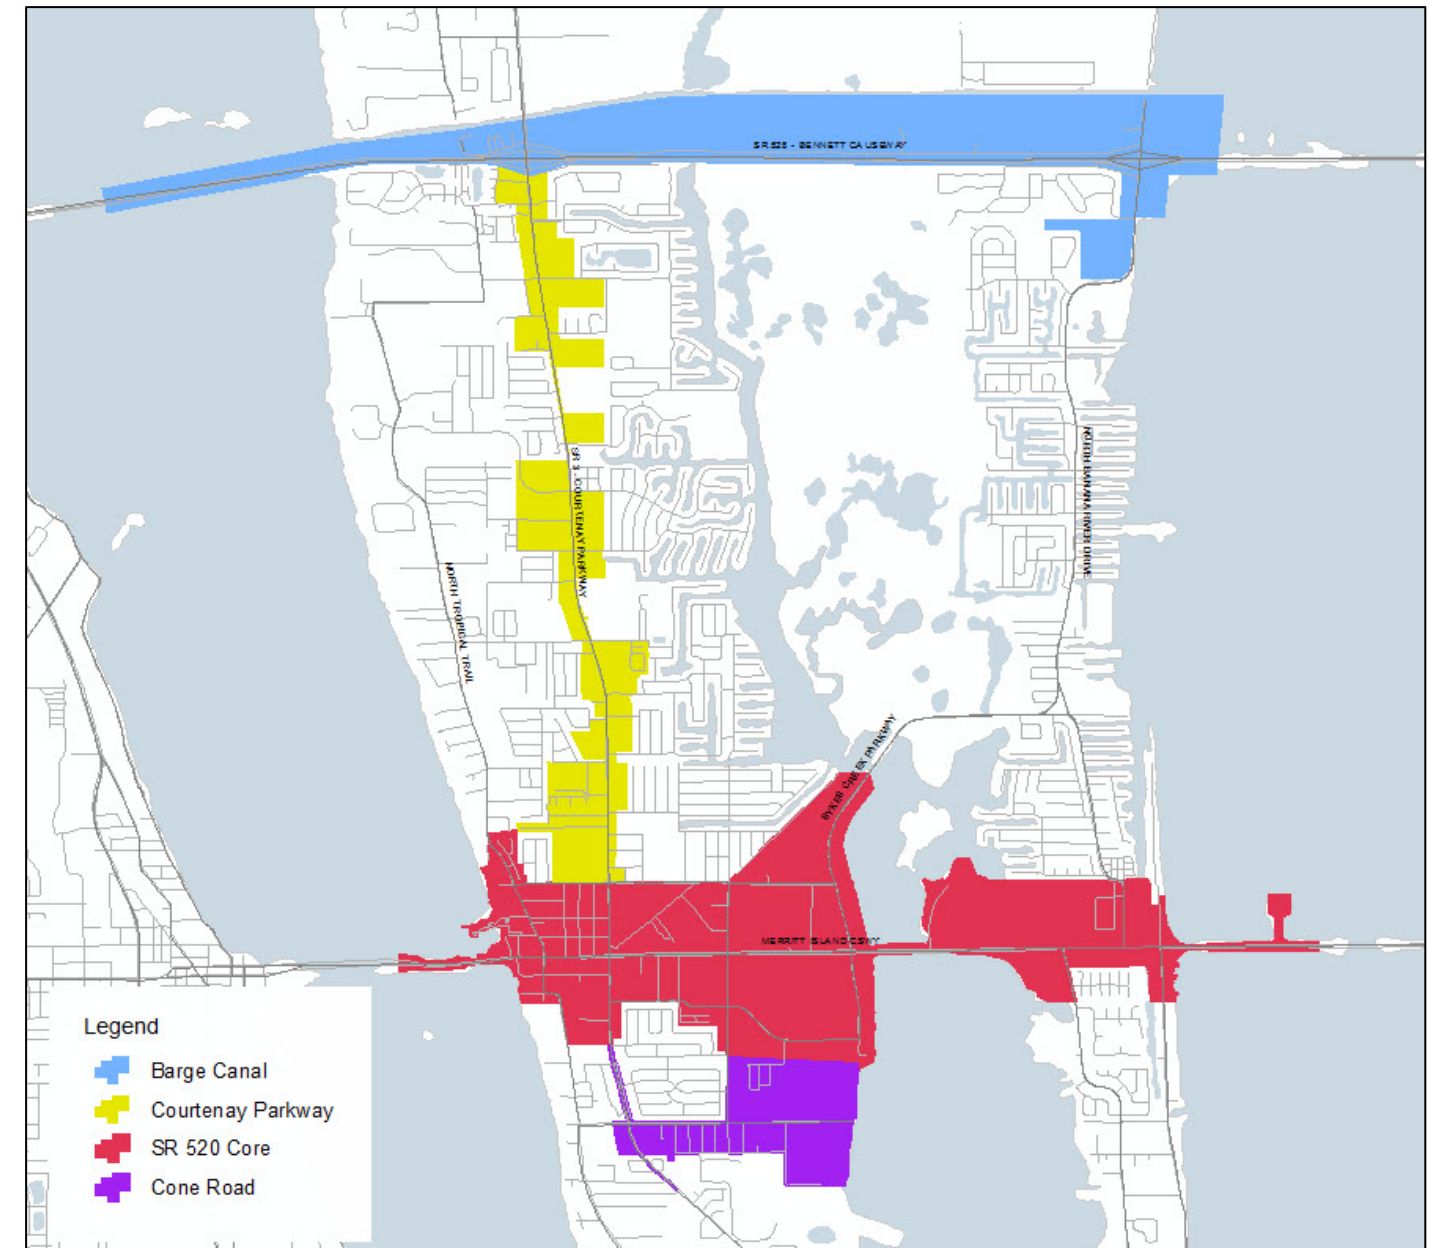 SR 528 - BENNETT CAUSEWAY
SR 3 - COURTENAY PARKWAY
NORTH BANANA RIVER DRIVE
NORTH TROPICAL TRAIL
SYKES CREEK PARKWAY
MERRITT ISLAND CSWY
Legend
Barge Canal
Courtenay Parkway
SR 520 Core
Cone Road